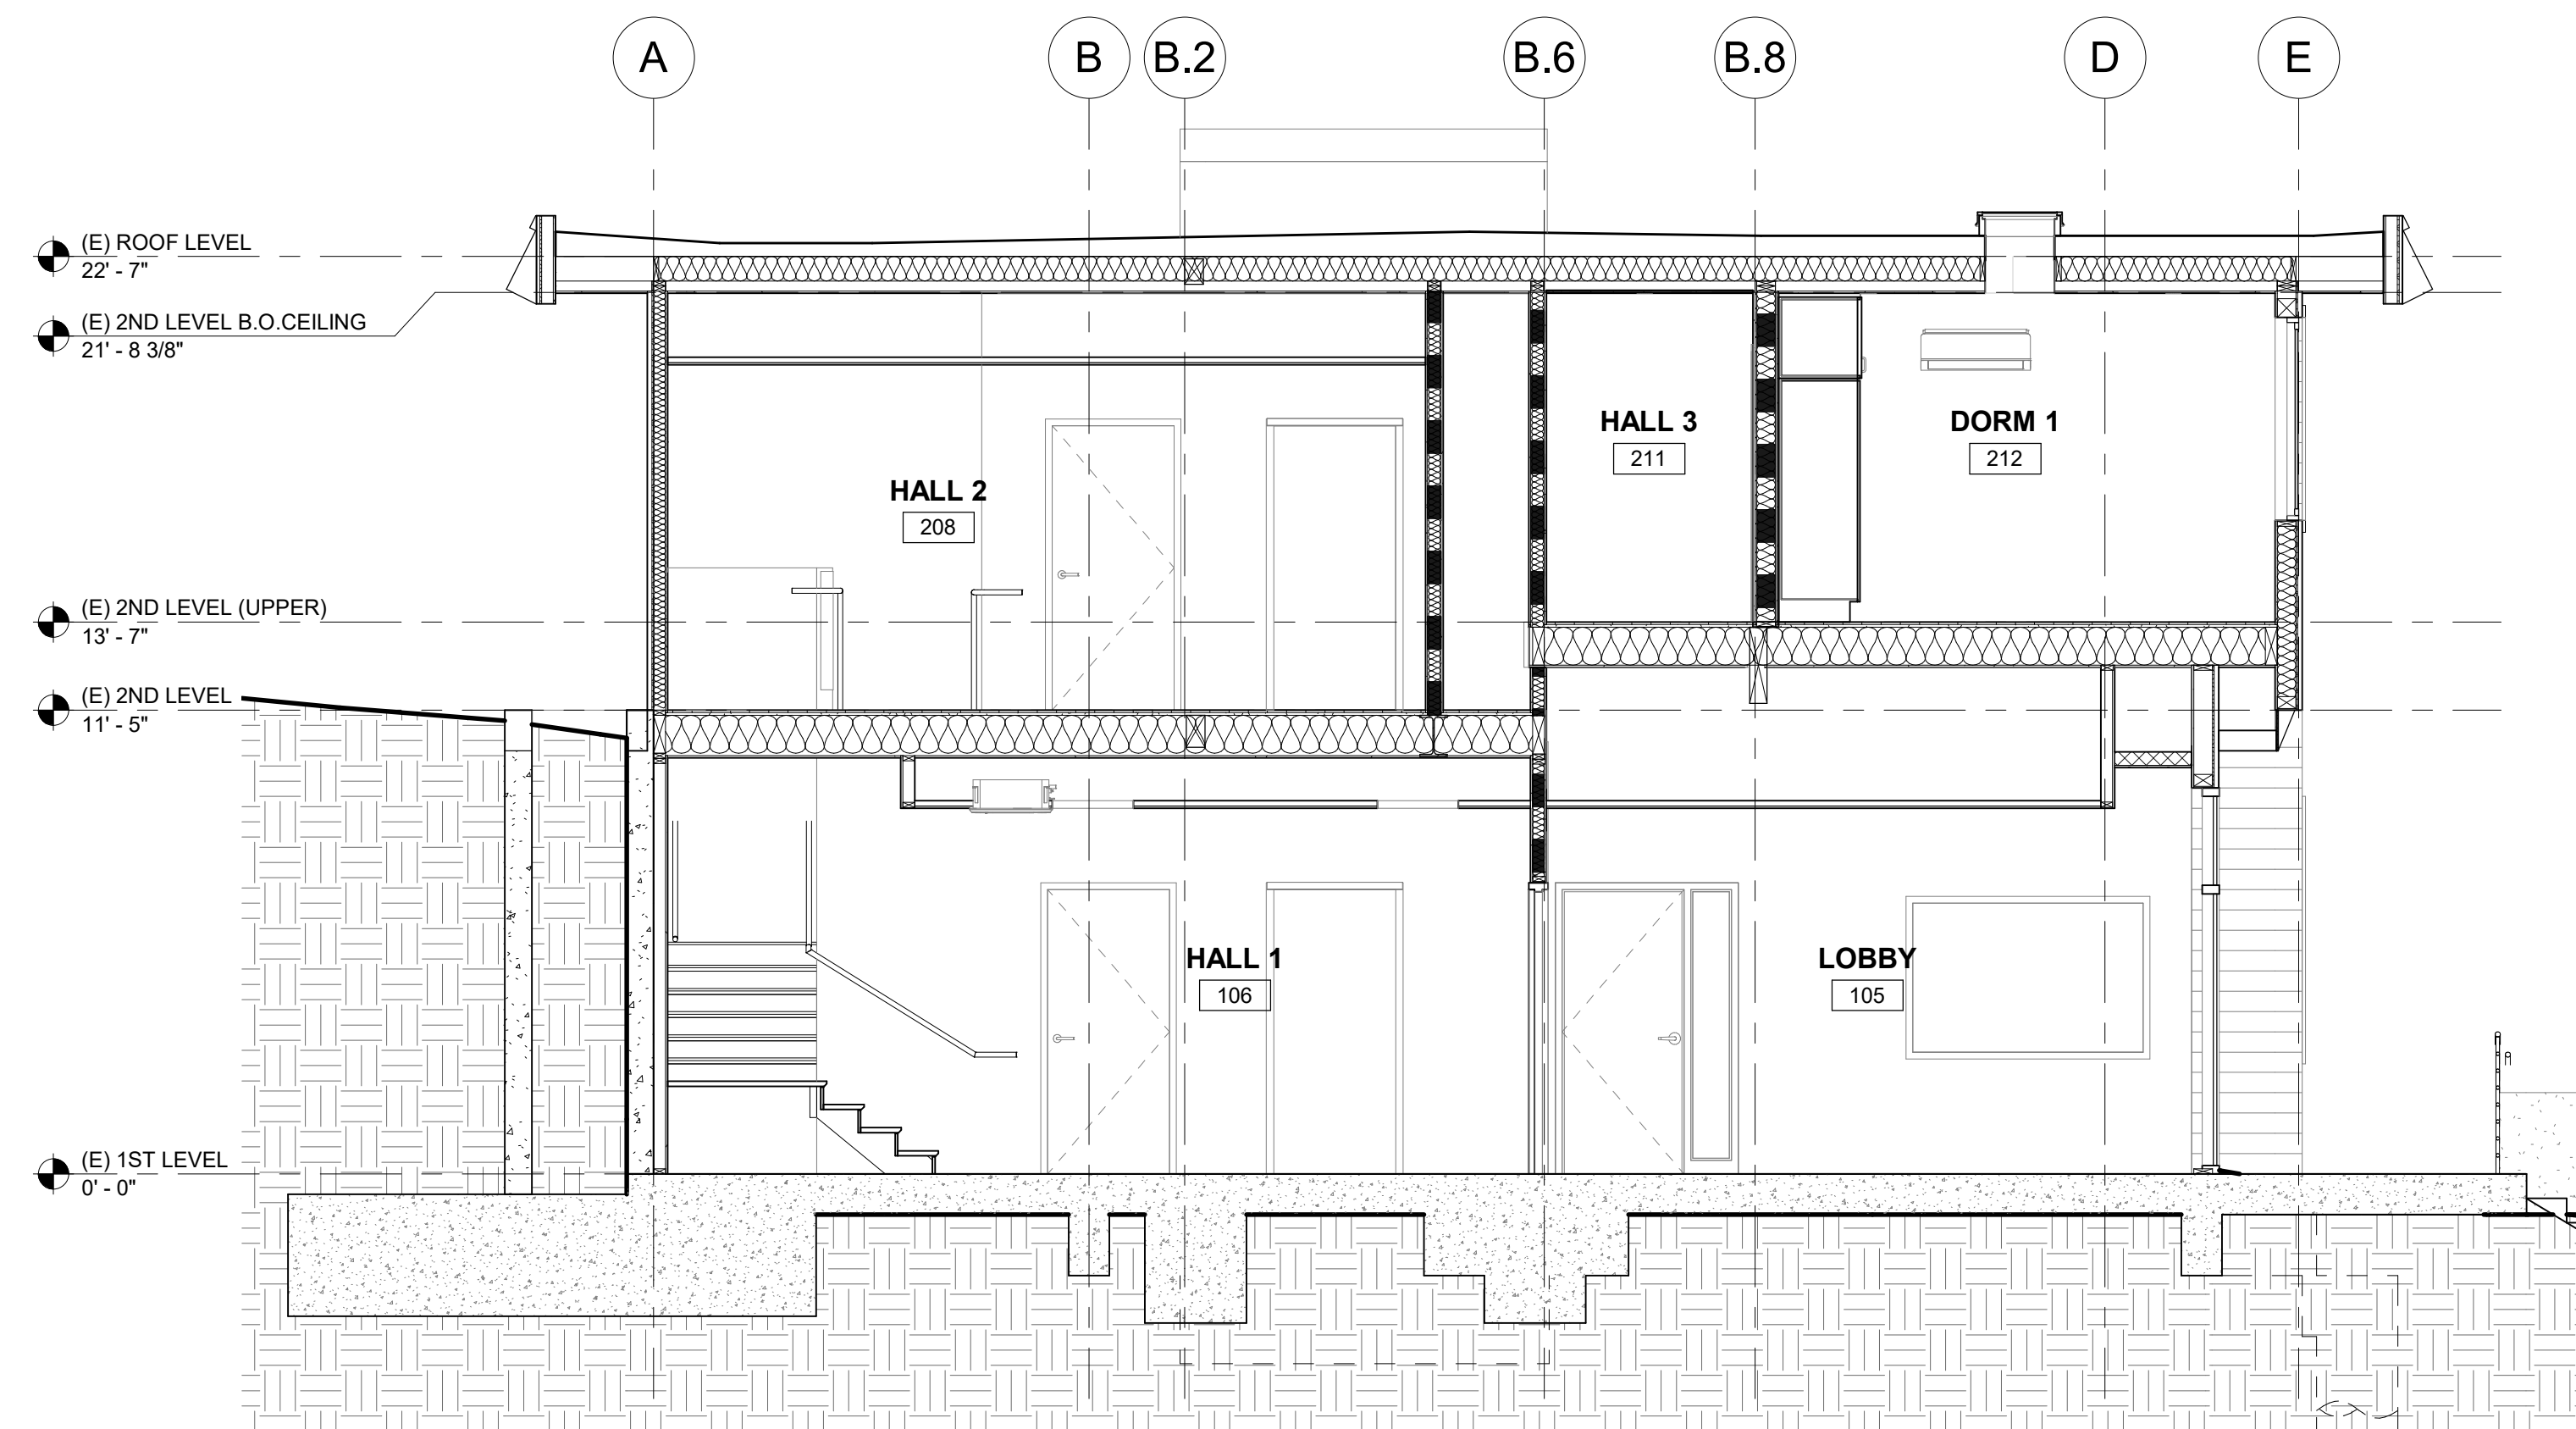 A
B
B.2
B.6
B.8
D
E
(E) ROOF LEVEL
22' - 7"
(E) 2ND LEVEL B.O.CEILING
21' - 8 3/8"
HALL 3
211
DORM 1
212
HALL 2
208
(E) 2ND LEVEL (UPPER)
13' - 7"
(E) 2ND LEVEL
11' - 5"
HALL 1
106
LOBBY
105
(E) 1ST LEVEL
0' - 0"